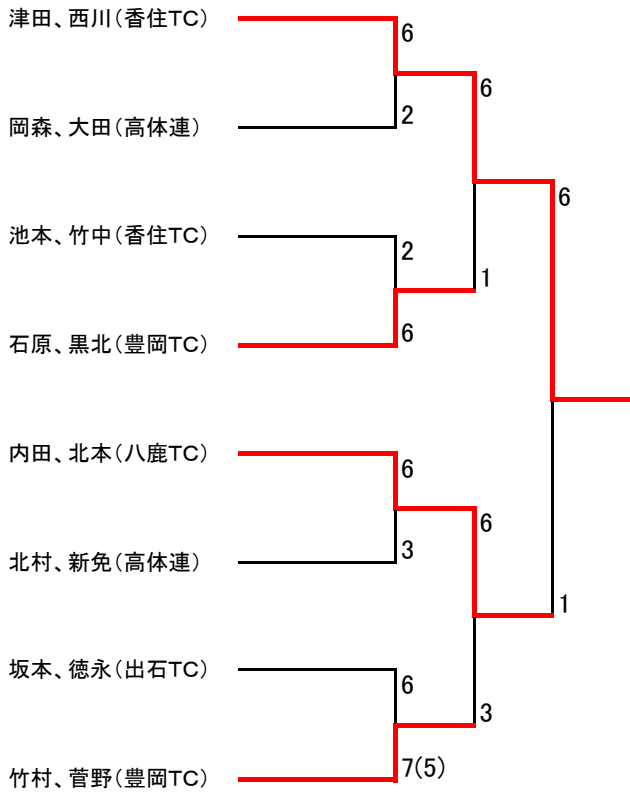 津田、西川(香住TC)
6
6
2
岡森、大田(高体連)
6
池本、竹中(香住TC)
2
1
6
石原、黒北(豊岡TC)
内田、北本(八鹿TC)
6
6
3
北村、新免(高体連)
1
坂本、徳永(出石TC)
6
3
7(5)
竹村、菅野(豊岡TC)